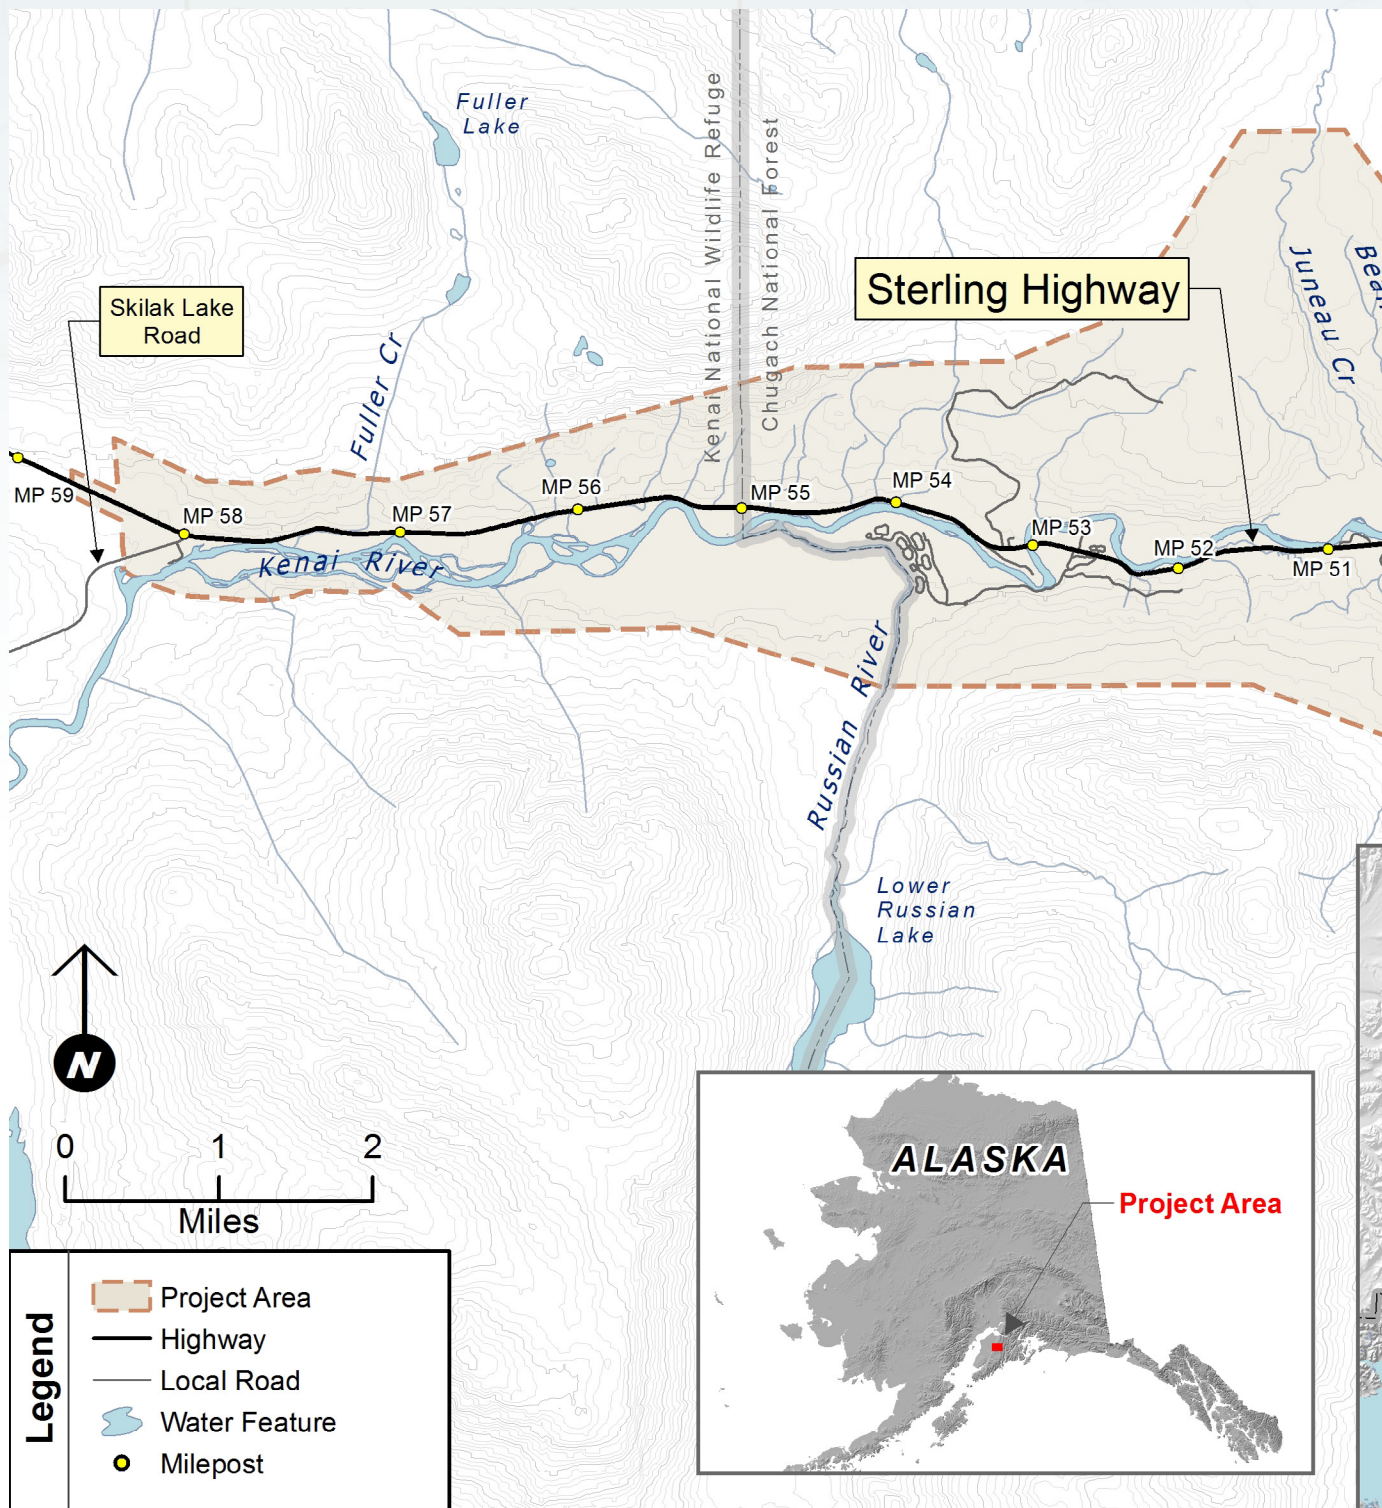 Fuller
Lake
Kenai National Wildlife Refuge
Chugach National Forest
Sterling Highway
Juneau Cr
Skilak Lake
Road
Fuller Cr
MP 59
MP 58
MP 57
MP 56
MP 55
MP 54
MP 53
MP 52
MP 51
Kenai River
Russian River
Lower
Russian
Lake
N
0 1 2
Miles
ALASKA
Project Area
Legend
Project Area
Highway
Local Road
Water Feature
Milepost